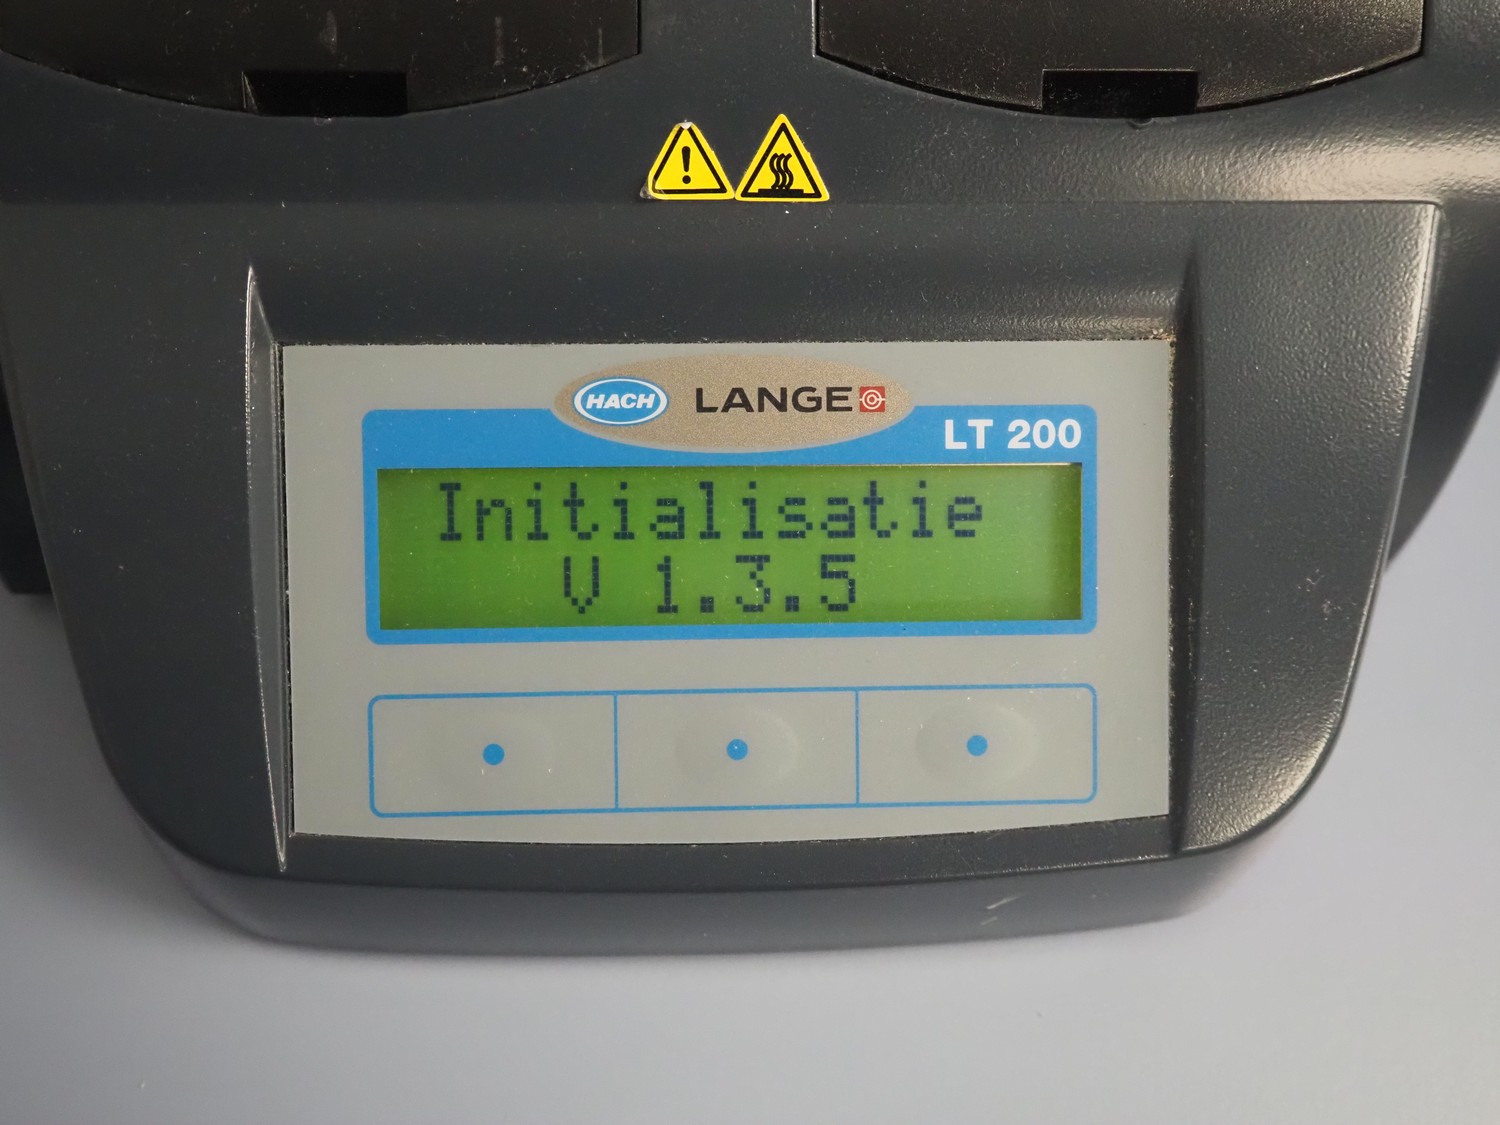 HACH LANGE
LT 200
Initialisatie
V 1.3.5